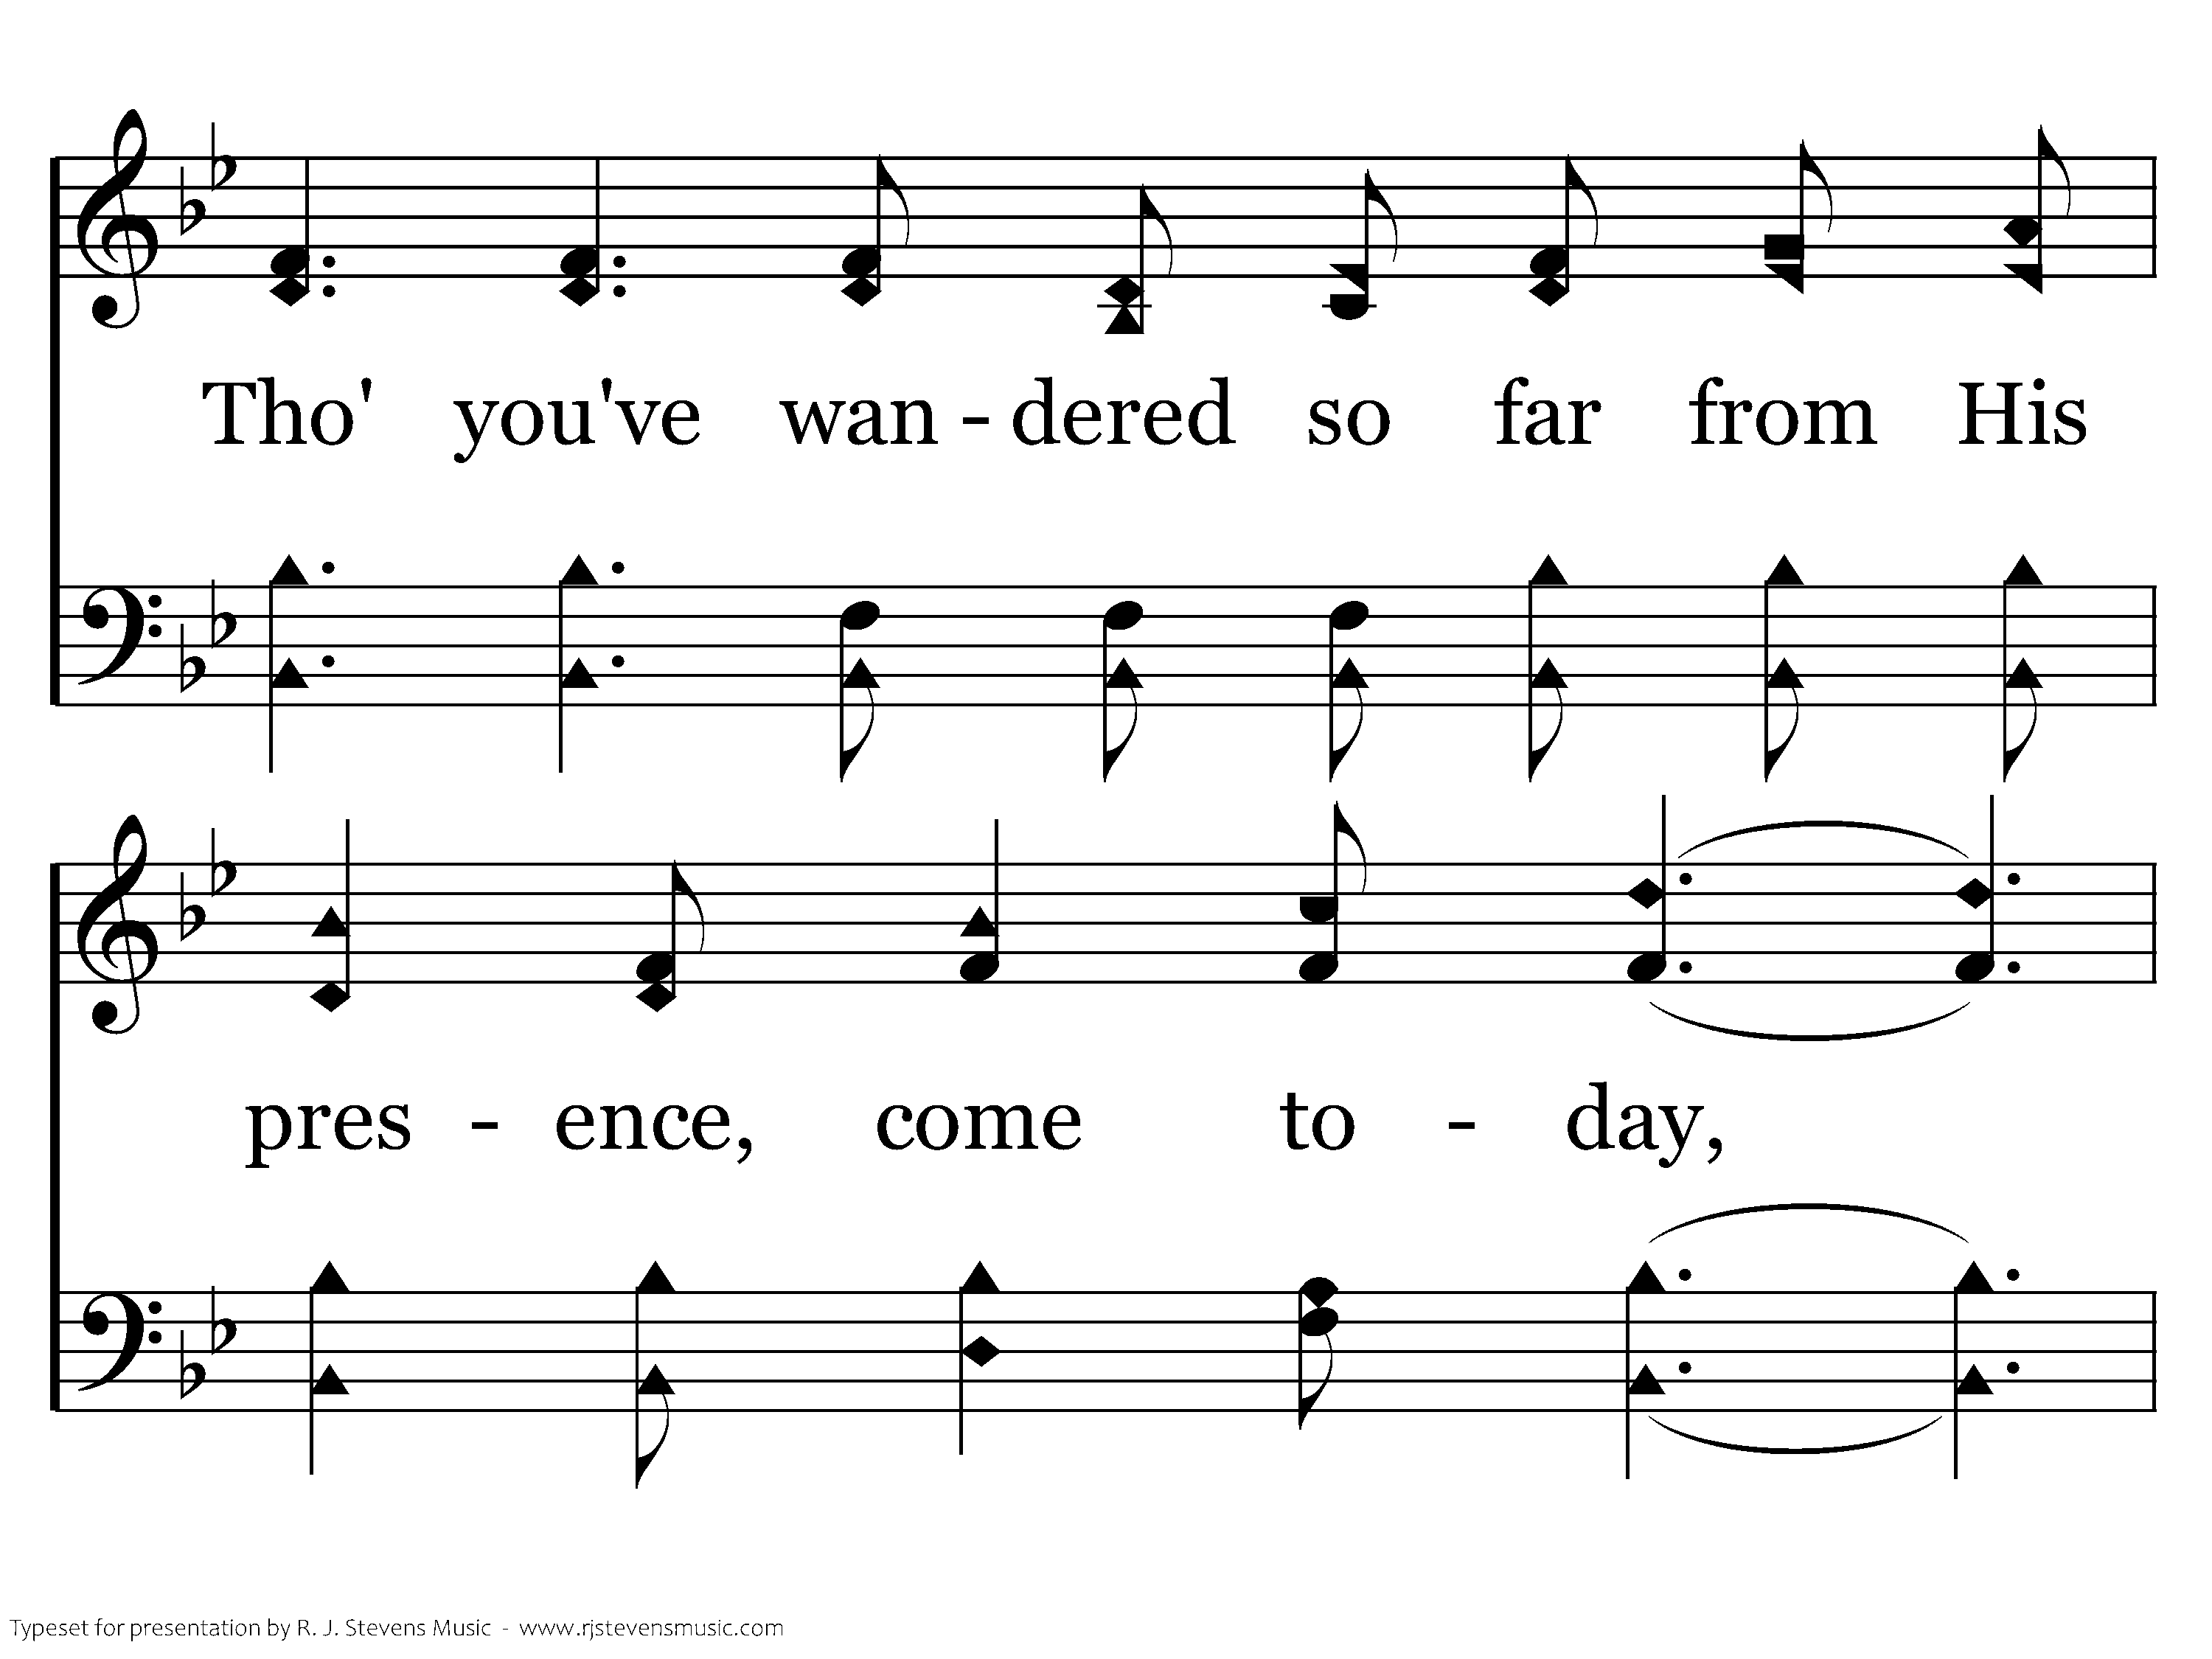 Tho' you've wan - dered so far from His
pres - ence, come to - day,
Typeset for presentation by R. J. Stevens Music - www.rjstevensmusic.com